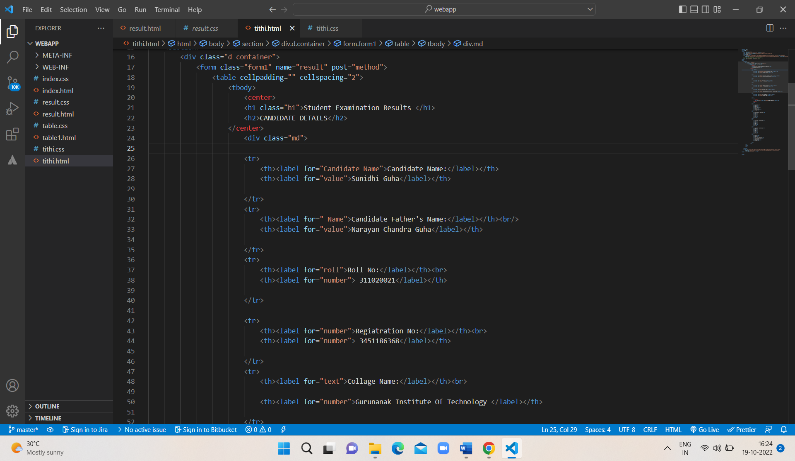 File Edit Selection View Go Run Terminal Help
webapp
EXPLORER
result.html
result.css
tithi.html
tithi.css
WEBAPP
META-INF
WEB-INF
index.css
index.html
result.css
result.html
table.css
table1.html
tithi.css
tithi.html
10K
tithi.html > html > body > section > div.d.container > form.form1 > table > tbody > div.md
16 <div class="d container">
17 <form class="form1" name="result" post="method">
18 <table cellpadding="" cellspacing="2">
19 <tbody>
20 <center>
21 <h1 class="h1">Student Examination Results </h1>
22 <h2>CANDIDATE DETAILS</h2>
23 </center>
24 <div class="md">
25
26 <tr>
27 <th><label for="Candidate Name">Candidate Name:</label></th>
28 <th><label for="value">Sunidhi Guha</label></th>
29
30 </tr>
31 <tr>
32 <th><label for=" Name">Candidate Father's Name:</label></th><br/>
33 <th><label for="value">Narayan Chandra Guha</label></th>
34
35 </tr>
36 <tr>
37 <th><label for="roll">Roll No:</label></th><br>
38 <th><label for="number"> 311020021</label></th>
39
40 </tr>
41
42 <tr>
43 <th><label for="number">Regiatration No:</label></th><br>
44 <th><label for="number"> 3451186368</label></th>
45
46 </tr>
47 <tr>
48 <th><label for="text">Collage Name:</label></th><br>
49
50 <th><label for="number">Gurunanak Institute Of Technology </label></th>
51
52 </tr>
OUTLINE
TIMELINE
master* Sign in to Jira No active issue Sign in to Bitbucket 0 0 Ln 25, Col 29 Spaces: 4 UTF-8 CRLF HTML Go Live Prettier
30°C
Mostly sunny
ENG
IN
16:24
19-10-2022
2